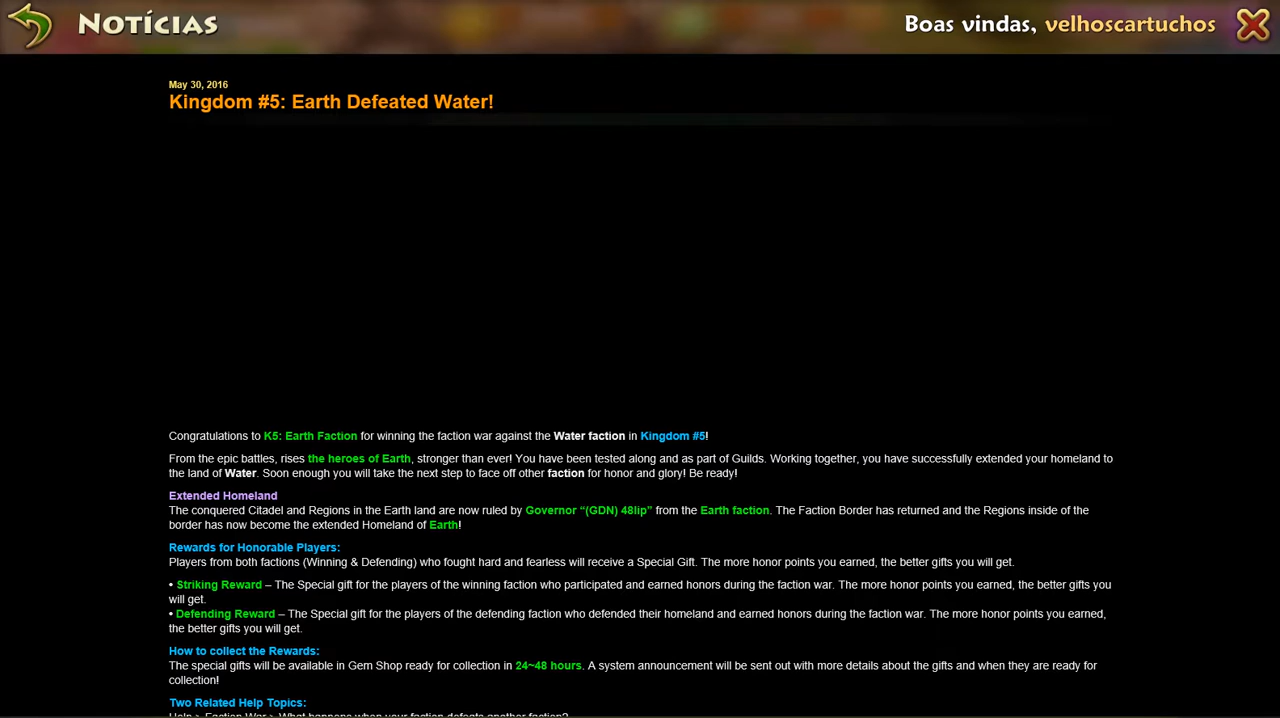 Notícias
Boas vindas, velhoscartuchos
May 30, 2016
Kingdom #5: Earth Defeated Water!
Congratulations to K5: Earth Faction for winning the faction war against the Water faction in Kingdom #5!
From the epic battles, rises the heroes of Earth, stronger than ever! You have been tested along and as part of Guilds. Working together, you have successfully extended your homeland to
the land of Water. Soon enough you will take the next step to face off other faction for honor and glory! Be ready!
Extended Homeland
The conquered Citadel and Regions in the Earth land are now ruled by Governor “(GDN) 48lip” from the Earth faction. The Faction Border has returned and the Regions inside of the
border has now become the extended Homeland of Earth!
Rewards for Honorable Players:
Players from both factions (Winning & Defending) who fought hard and fearless will receive a Special Gift. The more honor points you earned, the better gifts you will get.
• Striking Reward – The Special gift for the players of the winning faction who participated and earned honors during the faction war. The more honor points you earned, the better gifts you
will get.
• Defending Reward – The Special gift for the players of the defending faction who defended their homeland and earned honors during the faction war. The more honor points you earned,
the better gifts you will get.
How to collect the Rewards:
The special gifts will be available in Gem Shop ready for collection in 24~48 hours. A system announcement will be sent out with more details about the gifts and when they are ready for
collection!
Two Related Help Topics:
Help > Faction War > What happens when your faction defeats another faction?